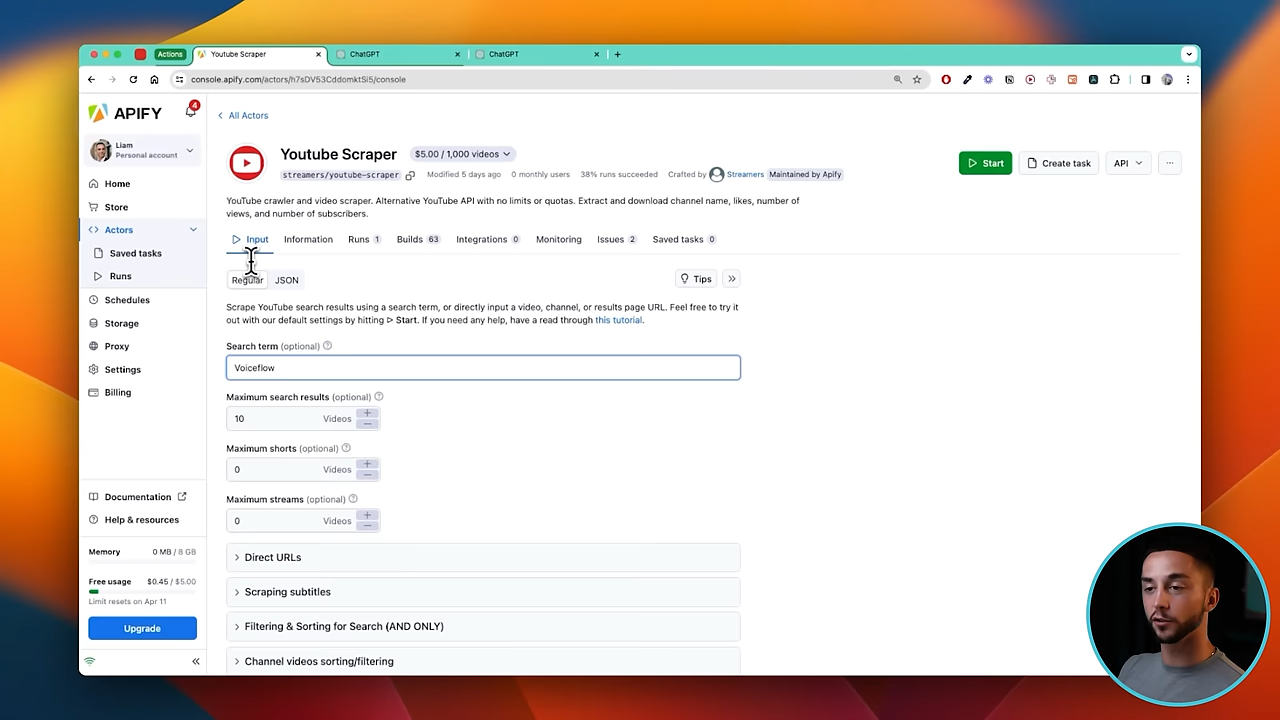 Actions
Youtube Scraper
ChatGPT
ChatGPT
console.apify.com/actors/h7sDV53CddomktSi5/console
APIFY
4
Liam
Personal account
Home
Store
Actors
Saved tasks
Runs
Schedules
Storage
Proxy
Settings
Billing
Documentation
Help & resources
Memory 0 MB / 8 GB
Free usage $0.45 / $5.00
Limit resets on Apr 11
Upgrade
All Actors
Youtube Scraper $5.00 / 1,000 videos
streamers/youtube-scraper Modified 5 days ago 0 monthly users 38% runs succeeded Crafted by Streamers Maintained by Apify
Start Create task API
YouTube crawler and video scraper. Alternative YouTube API with no limits or quotas. Extract and download channel name, likes, number of
views, and number of subscribers.
Input Information Runs 1 Builds 63 Integrations 0 Monitoring Issues 2 Saved tasks 0
Regular JSON Tips
Scrape YouTube search results using a search term, or directly input a video, channel, or results page URL. Feel free to try it
out with our default settings by hitting ▷ Start. If you need any help, have a read through this tutorial.
Search term (optional)
Voiceflow
Maximum search results (optional)
10 Videos
Maximum shorts (optional)
0 Videos
Maximum streams (optional)
0 Videos
Direct URLs
Scraping subtitles
Filtering & Sorting for Search (AND ONLY)
Channel videos sorting/filtering